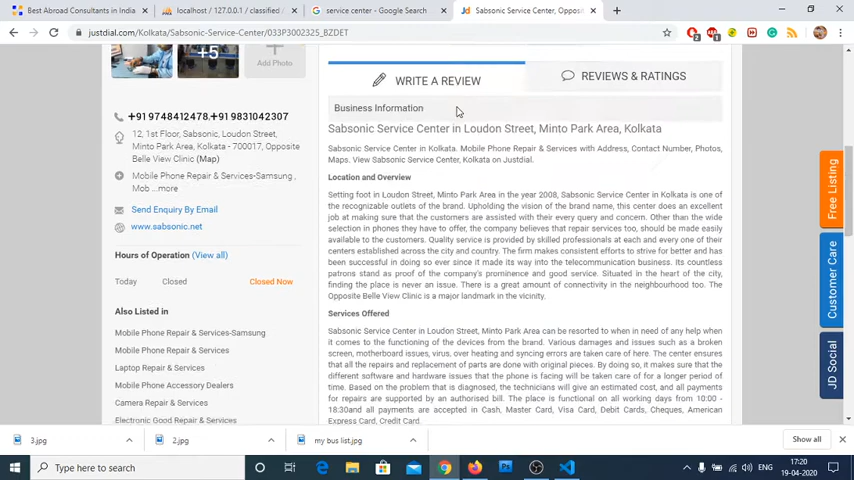 Best Abroad Consultants in India
localhost / 127.0.0.1 / classified /
service center - Google Search
Jd
Sabsonic Service Center, Opposi
justdial.com/Kolkata/Sabsonic-Service-Center/033P3002325_BZDET
+5
Add Photo
WRITE A REVIEW
REVIEWS & RATINGS
Business Information
Sabsonic Service Center in Loudon Street, Minto Park Area, Kolkata
Sabsonic Service Center in Kolkata. Mobile Phone Repair & Services with Address, Contact Number, Photos,
Maps. View Sabsonic Service Center, Kolkata on Justdial.
Location and Overview
Setting foot in Loudon Street, Minto Park Area in the year 2008, Sabsonic Service Center in Kolkata is one of
the recognizable outlets of the brand. Upholding the vision of the brand name, this center does an excellent
job at making sure that the customers are assisted with their every query and concern. Other than the wide
selection in phones they have to offer, the company believes that repair services too, should be made easily
available to the customers. Quality service is provided by skilled professionals at each and every one of their
centers established across the city and country. The firm makes consistent efforts to strive for better and has
been successful in doing so ever since it made its way into the telecommunication business. Its countless
patrons stand as proof of the company's prominence and good service. Situated in the heart of the city,
finding the place is never an issue. There is a great amount of connectivity in the neighbourhood too. The
Opposite Belle View Clinic is a major landmark in the vicinity.
Services Offered
Sabsonic Service Center in Loudon Street, Minto Park Area can be resorted to when in need of any help when
it comes to the functioning of the devices from the brand. Various damages and issues such as a broken
screen, motherboard issues, virus, over heating and syncing errors are taken care of here. The center ensures
that all the repairs and replacement of parts are done with original pieces. By doing so, it makes sure that the
different software and hardware issues that the phone is facing will be taken care for a longer period of
time. Based on the problem that is diagnosed, the technicians will give an estimated cost, and all payments
for repairs are supported by an authorised bill. The place is functional on all working days from 10:00 -
18:30and all payments are accepted in Cash, Master Card, Visa Card, Debit Cards, Cheques, American
Express Card, Credit Card.
+919748412478,+919831042307
12, 1st Floor, Sabsonic, Loudon Street,
Minto Park Area, Kolkata - 700017, Opposite
Belle View Clinic (Map)
Mobile Phone Repair & Services-Samsung ,
Mob ...more
Send Enquiry By Email
www.sabsonic.net
Hours of Operation (View all)
Today Closed Closed Now
Also Listed in
Mobile Phone Repair & Services-Samsung
Mobile Phone Repair & Services
Laptop Repair & Services
Mobile Phone Accessory Dealers
Camera Repair & Services
Electronic Good Repair & Services
Free Listing
Customer Care
JD Social
3.jpg
2.jpg
my bus list.jpg
Show all
Type here to search
ENG
17:20
19-04-2020